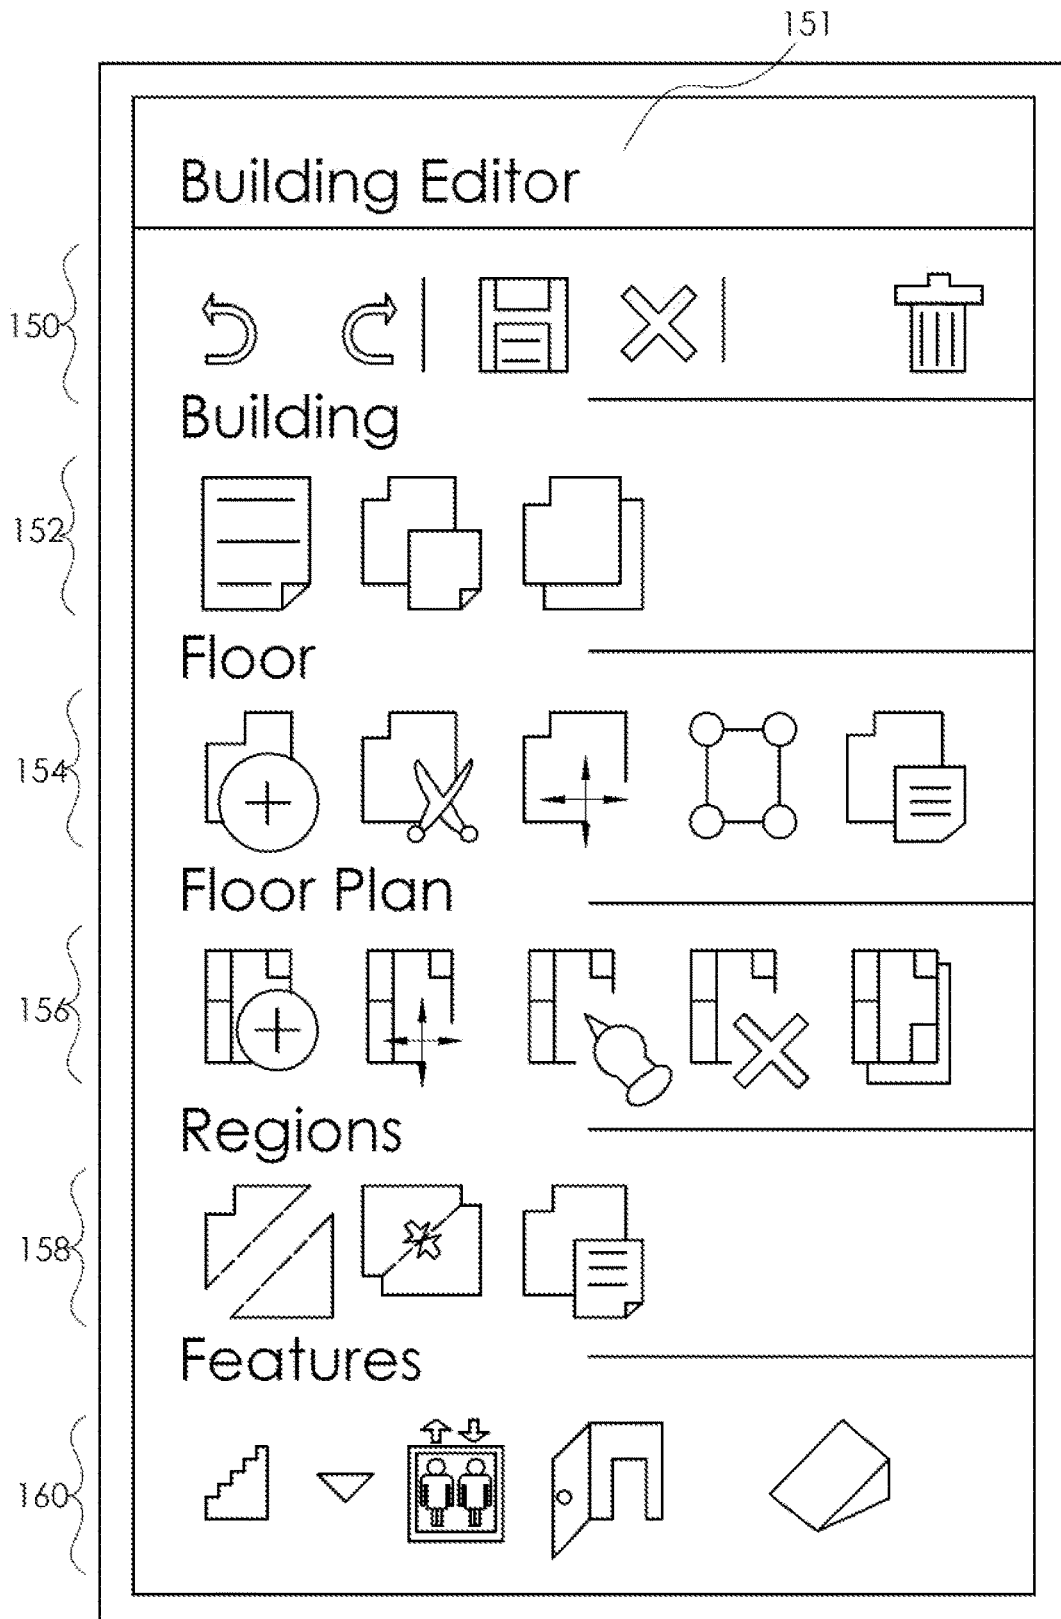 151
Building Editor
150
Building
152
Floor
154
Floor Plan
156
Regions
158
Features
160